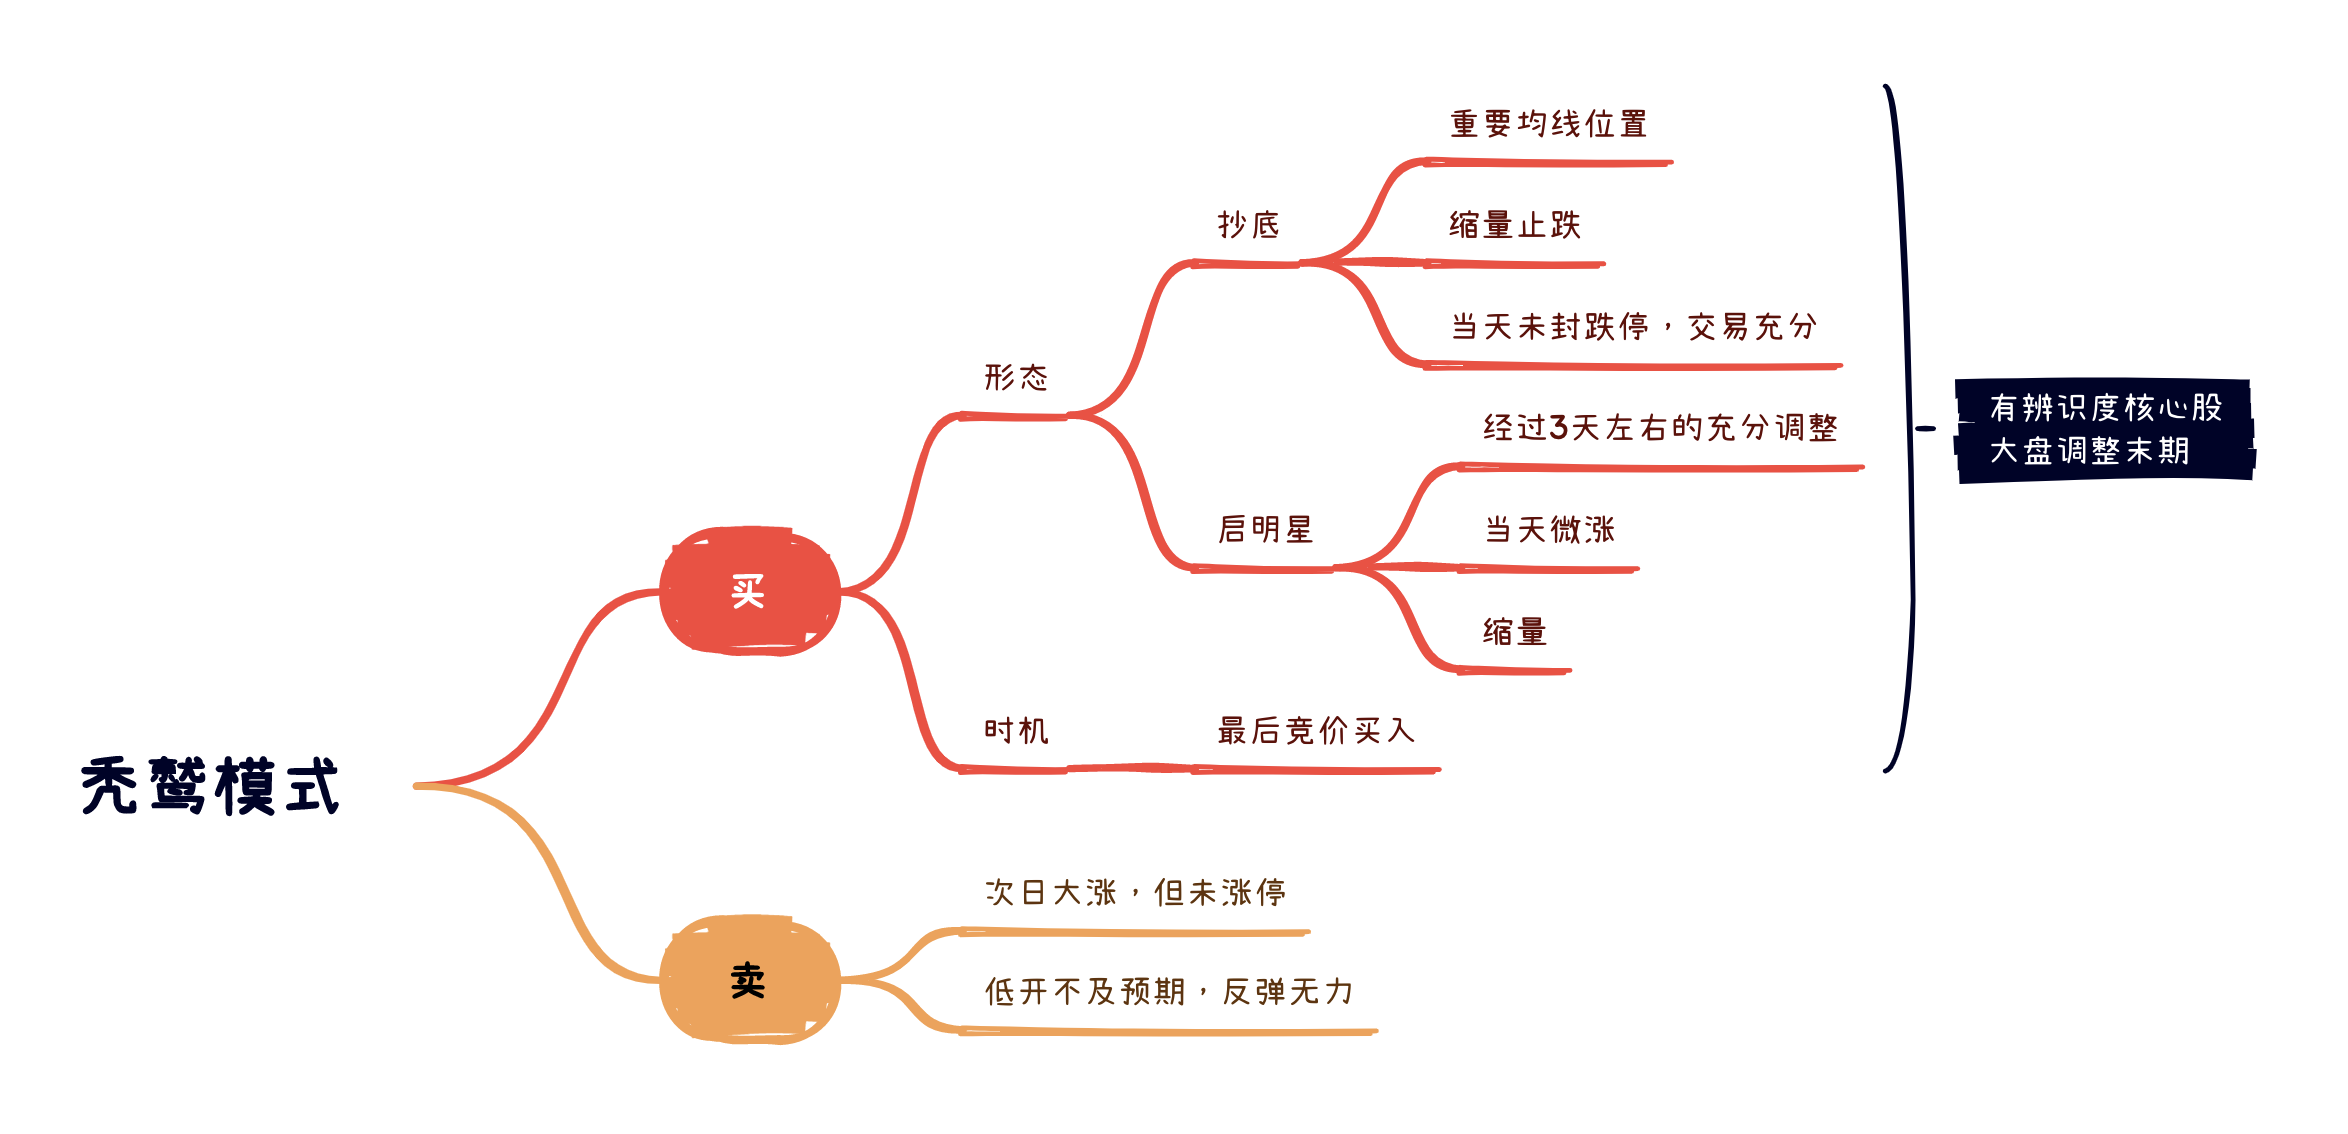 秃鹫模式
买
形态
抄底
重要均线位置
缩量止跌
当天未封跌停，交易充分
启明星
经过3天左右的充分调整
当天微涨
缩量
时机
最后竞价买入
有辨识度核心股
大盘调整末期
卖
次日大涨，但未涨停
低开不及预期，反弹无力